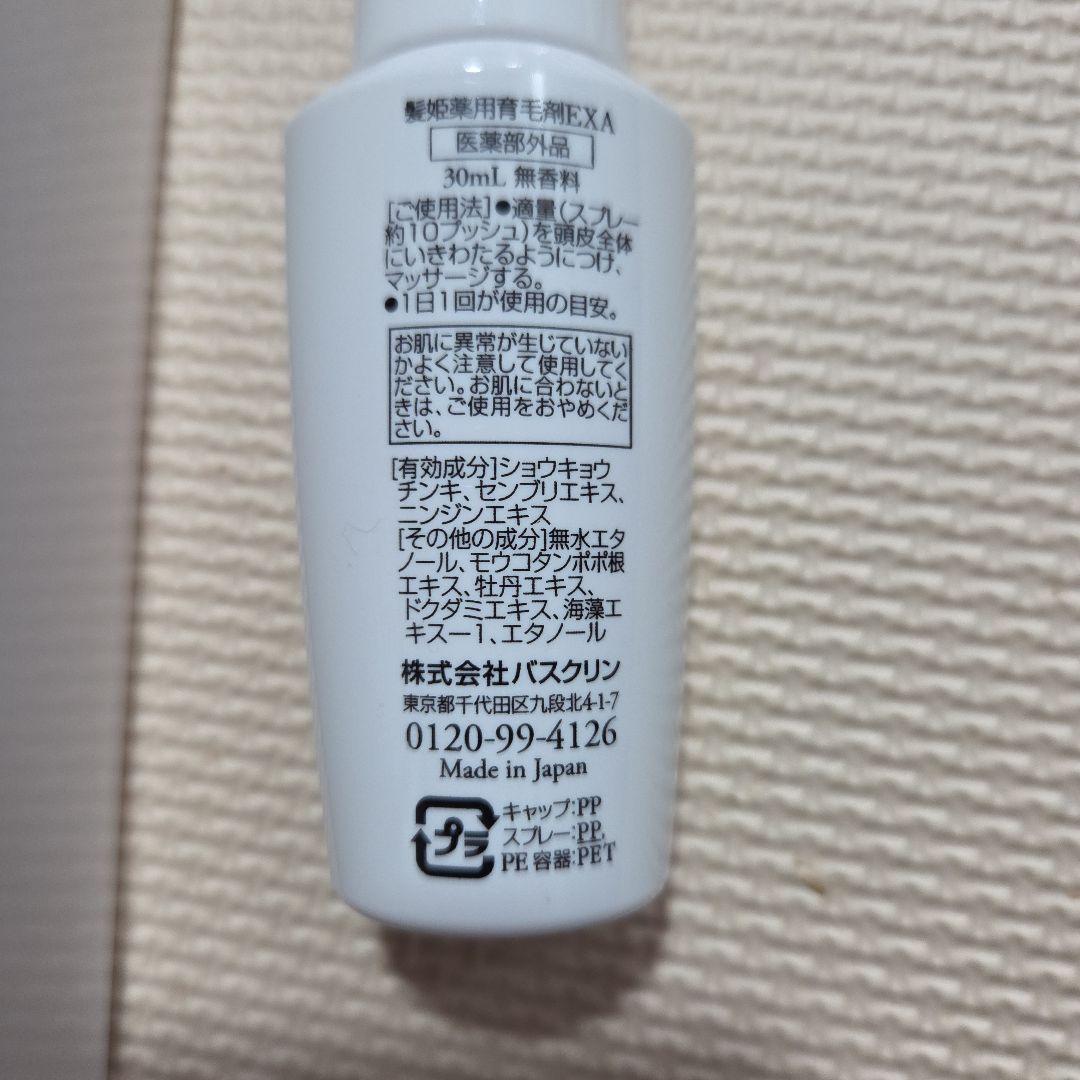 髪姫薬用育毛剤EXA
医薬部外品
30mL 無香料
[ご使用法]●適量(スプレー
約10プッシュ)を頭皮全体
にいきわたるようにつけ、
マッサージする。
●1日1回が使用の目安。
お肌に異常が生じていない
かよく注意して使用してく
ださい。お肌に合わないと
きは、ご使用をおやめくだ
さい。
[有効成分]ショウキョウ
チンキ、センブリエキス、
ニンジンエキス
[その他の成分]無水エタ
ノール、モウコタンポポ根
エキス、牡丹エキス、
ドクダミエキス、海藻エ
キス－1、エタノール
株式会社バスクリン
東京都千代田区九段北4-1-7
0120-99-4126
Made in Japan
プラ
キャップ:PP
スプレー:PP,
PE 容器:PET